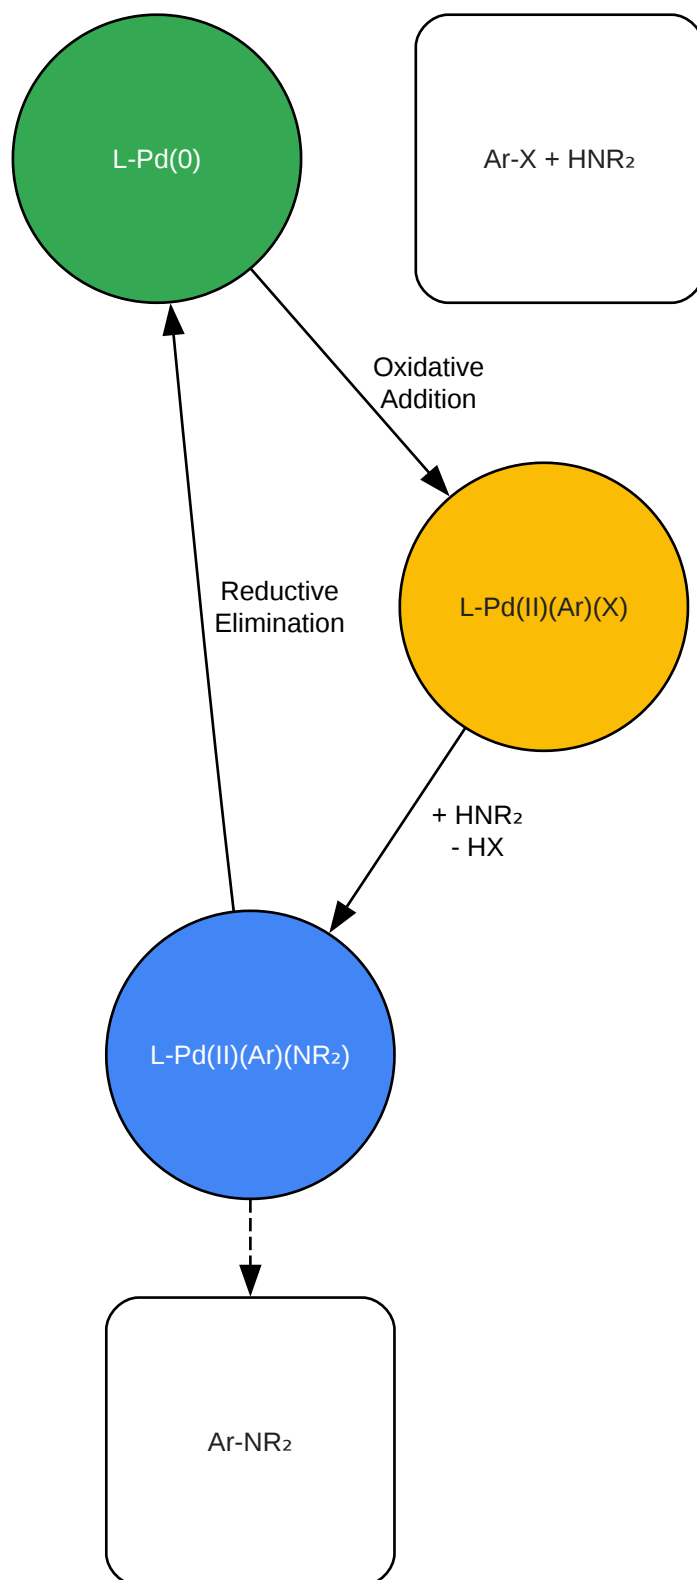 L-Pd(0)
Ar-X + HNR₂
Oxidative
Addition
Reductive
Elimination
L-Pd(II)(Ar)(X)
+ HNR₂
- HX
L-Pd(II)(Ar)(NR₂)
Ar-NR₂